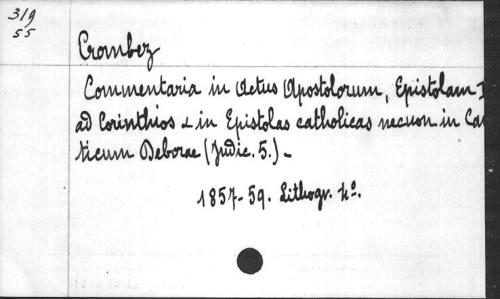 319
55
Crombez
Commentaria in Actus Apostolorum, Epistolam I
ad Corinthios & in Epistolas catholicas necnon in Can
ticum Deborae (Judic. 5.) -
1857-59. Lithogr. 4o.